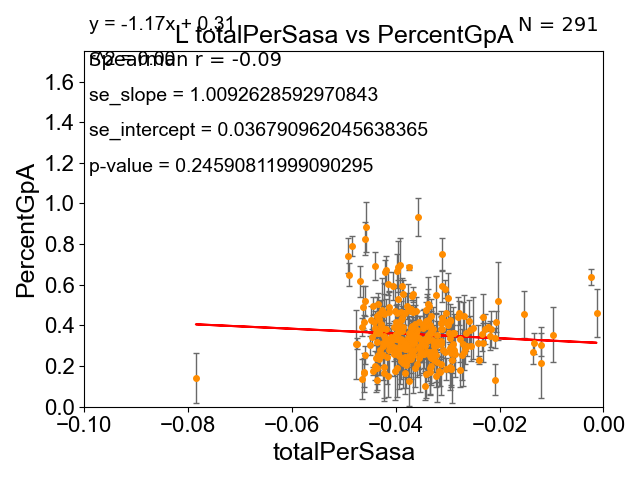 y = -1.17x + 0.31
N = 291
L totalPerSasa vs PercentGpA
Spearman r = -0.09
se_slope = 1.0092628592970843
se_intercept = 0.036790962045638365
p-value = 0.24590811999090295
PercentGpA
1.6
1.4
1.2
1.0
0.8
0.6
0.4
0.2
0.0
−0.10
−0.08
−0.06
−0.04
−0.02
0.00
totalPerSasa